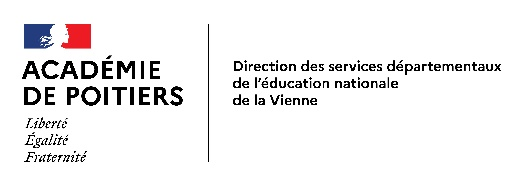 ACADÉMIE
DE POITIERS
Liberté
Égalité
Fraternité
Direction des services départementaux
de l'éducation nationale
de la Vienne